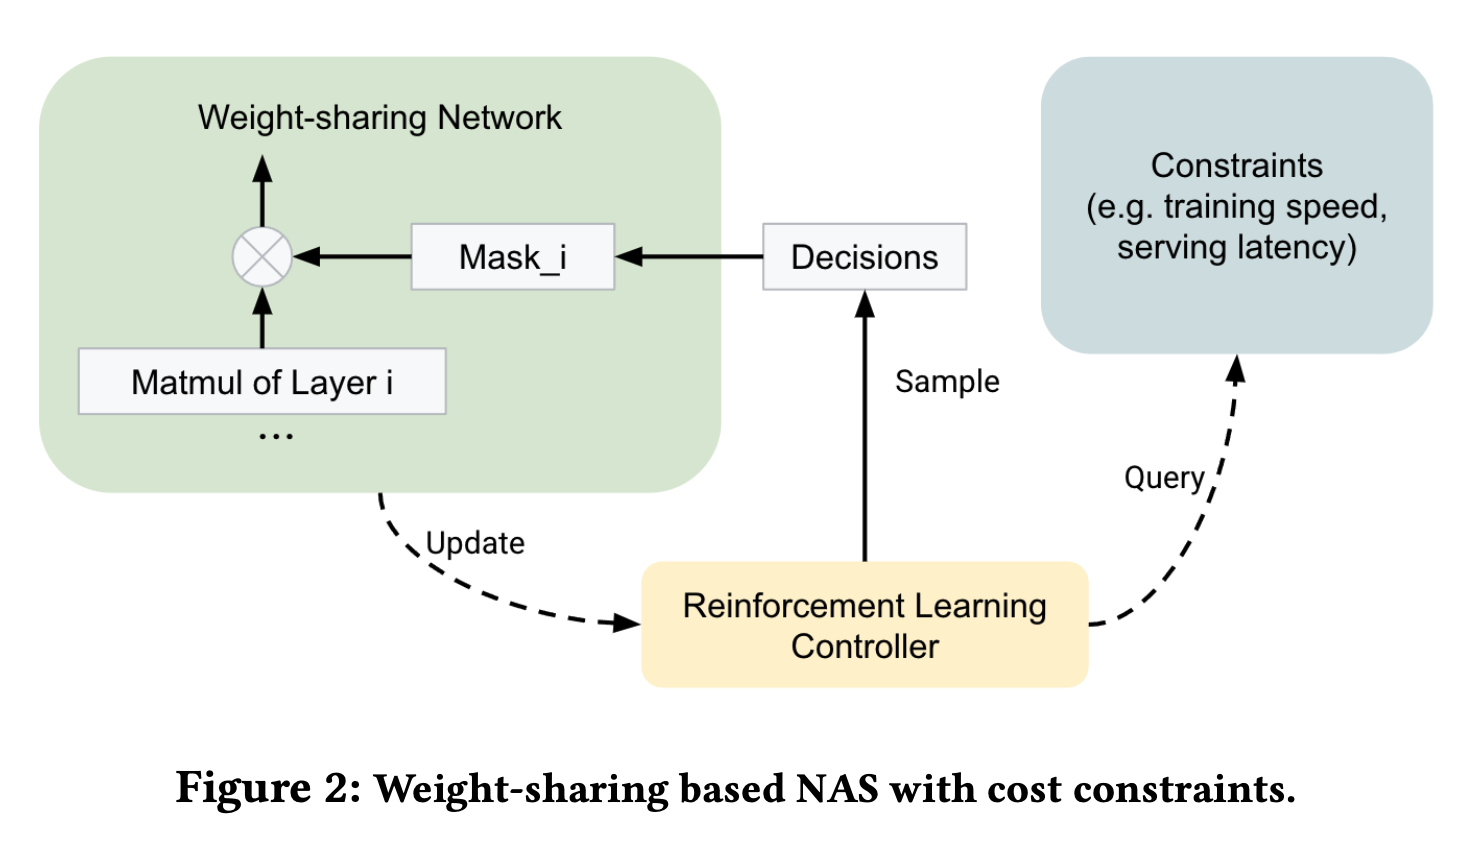 Weight-sharing Network
Mask_i
Decisions
Matmul of Layer i
...
Constraints
(e.g. training speed,
serving latency)
Sample
Query
Update
Reinforcement Learning
Controller
Figure 2: Weight-sharing based NAS with cost constraints.